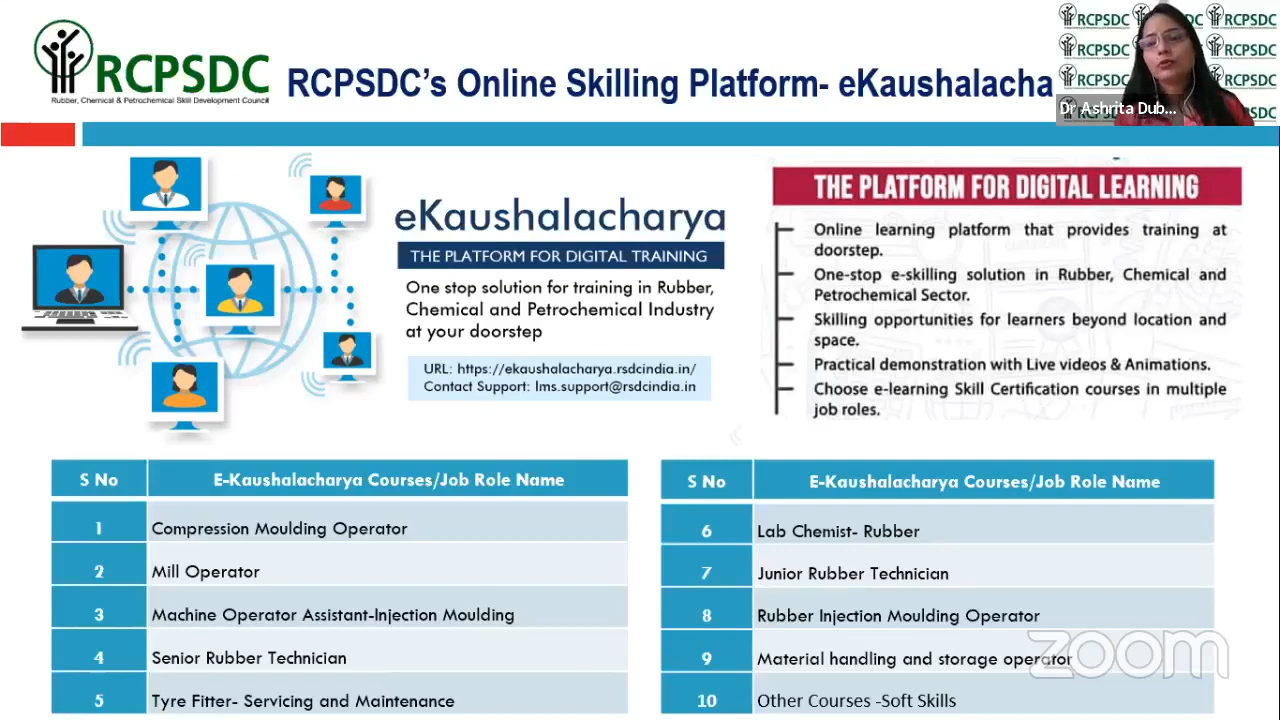 RCPSDC
Rubber, Chemical & Petrochemical Skill Development Council
RCPSDC's Online Skilling Platform- eKaushalacha
RCPSDC RCPSDC
RCPSDC RCPSDC
RCPSDC RCPSDC
RCPSDC
Dr Ashrita Dub...
eKaushalacharya
THE PLATFORM FOR DIGITAL TRAINING
One stop solution for training in Rubber,
Chemical and Petrochemical Industry
at your doorstep
URL: https://ekaushalacharya.rsdcindia.in/
Contact Support: lms.support@rsdcindia.in
THE PLATFORM FOR DIGITAL LEARNING
Online learning platform that provides training at
doorstep.
One-stop e-skilling solution in Rubber, Chemical and
Petrochemical Sector.
Skilling opportunities for learners beyond location and
space.
Practical demonstration with Live videos & Animations.
Choose e-learning Skill Certification courses in multiple
job roles.
S No E-Kaushalacharya Courses/Job Role Name
1 Compression Moulding Operator
2 Mill Operator
3 Machine Operator Assistant-Injection Moulding
4 Senior Rubber Technician
5 Tyre Fitter- Servicing and Maintenance
S No E-Kaushalacharya Courses/Job Role Name
6 Lab Chemist- Rubber
7 Junior Rubber Technician
8 Rubber Injection Moulding Operator
9 Material handling and storage operator
10 Other Courses -Soft Skills
zoom